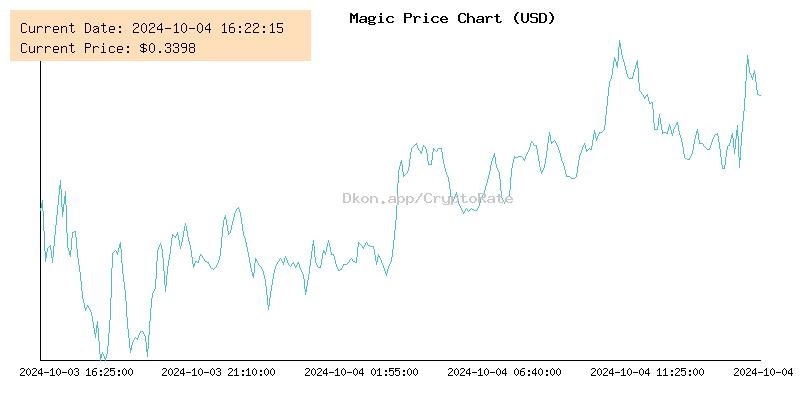 Magic Price Chart (USD)
Current Date: 2024-10-04 16:22:15
Current Price: $0.3398
Dkon.app/CryptoRate
2024-10-03 16:25:00 2024-10-03 21:10:00 2024-10-04 01:55:00 2024-10-04 06:40:00 2024-10-04 11:25:00 2024-10-04